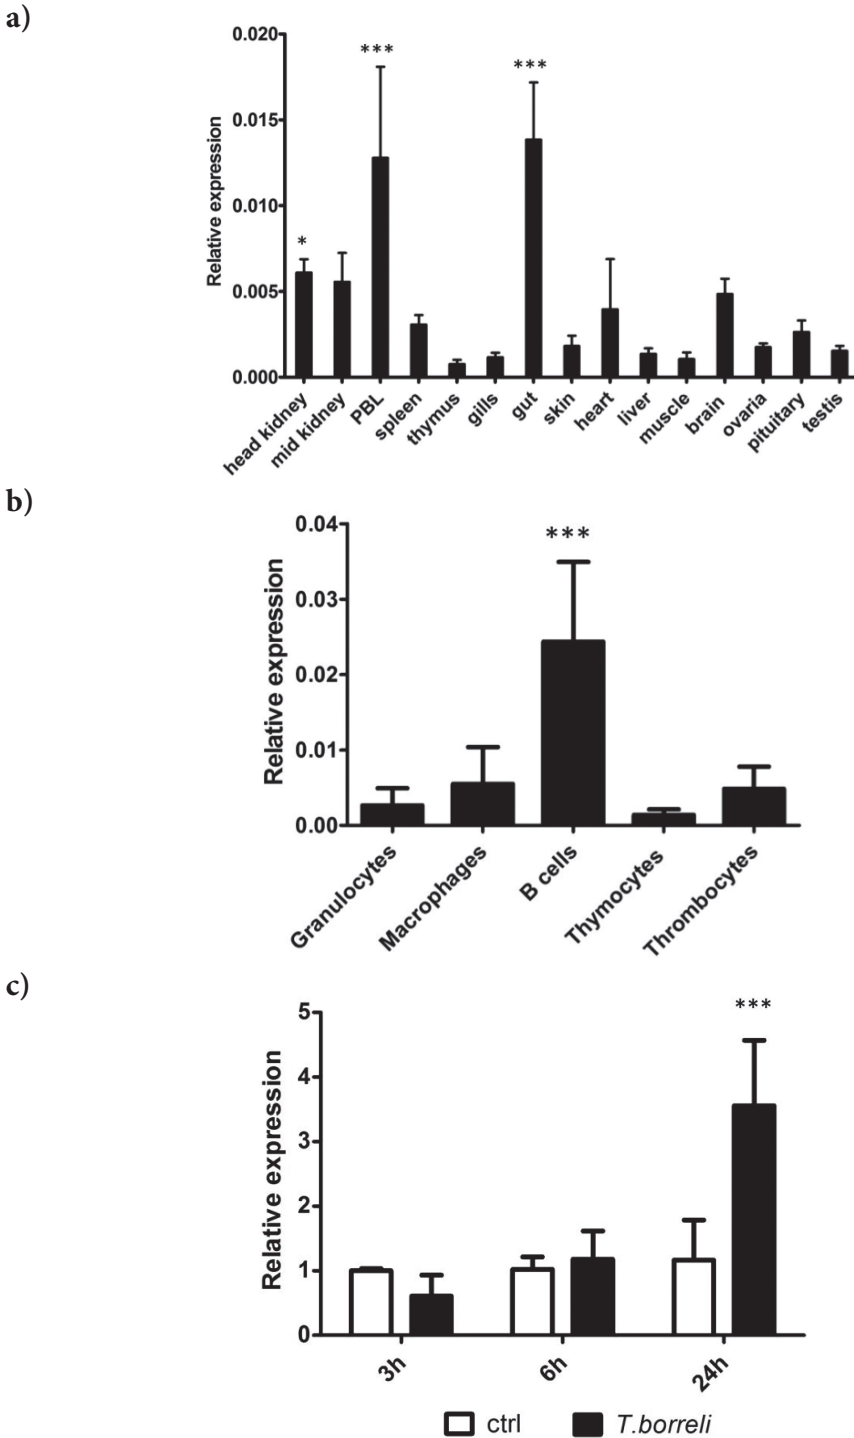 a)
0.020
0.015
0.010
0.005
0.000
Relative expression
*
***
***
head kidney
mid kidney
PBL
spleen
thymus
gills
gut
skin
heart
liver
muscle
brain
ovaria
pituitary
testis
b)
0.04
0.03
0.02
0.01
0.00
Relative expression
***
Granulocytes
Macrophages
B cells
Thymocytes
Thrombocytes
c)
5
4
3
2
1
0
Relative expression
***
3h
6h
24h
ctrl
T.borreli